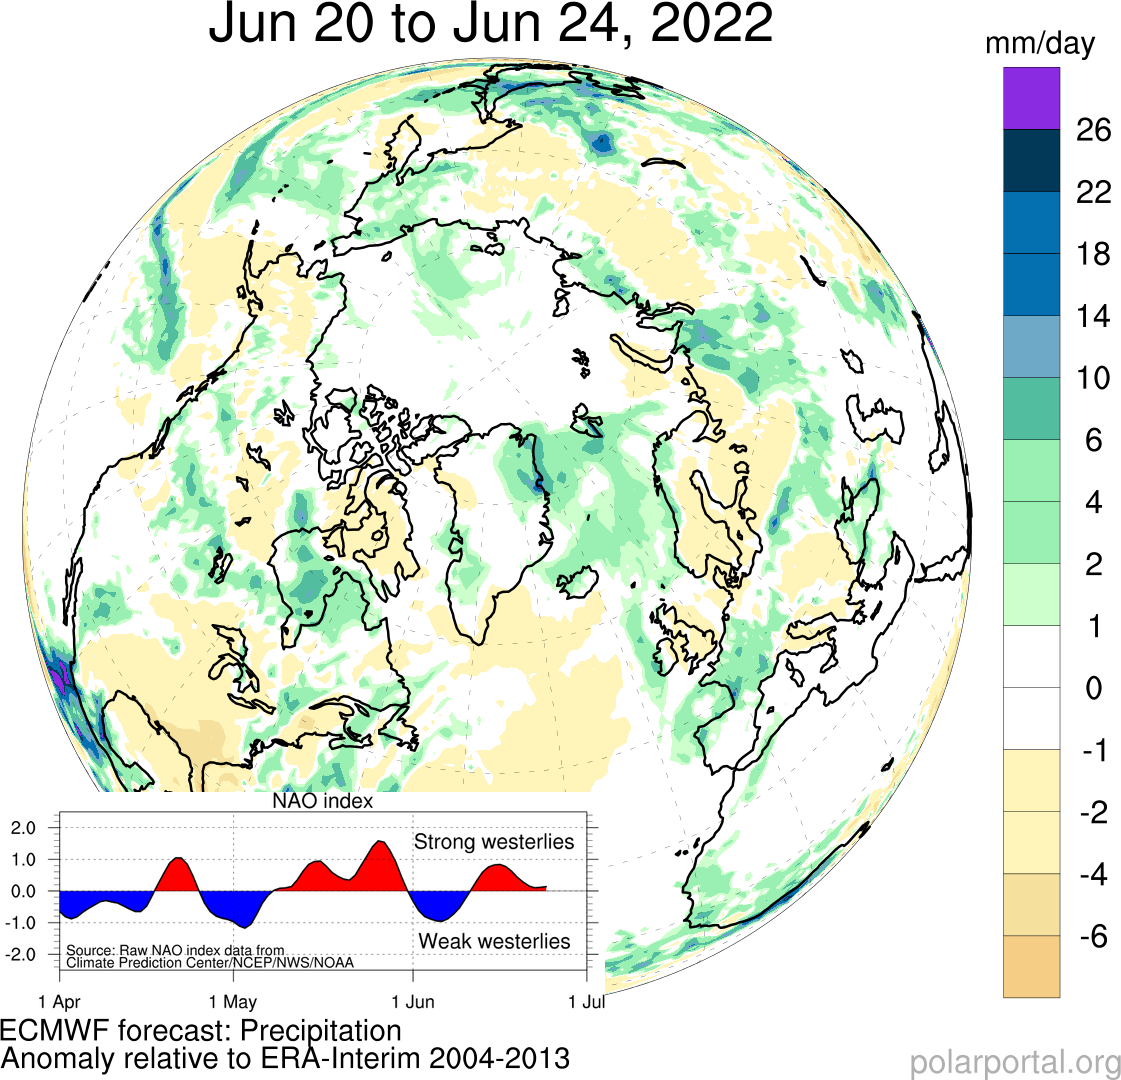 Jun 20 to Jun 24, 2022
mm/day
26
22
18
14
10
6
4
2
1
0
-1
-2
-4
-6
NAO index
2.0
1.0
0.0
-1.0
-2.0
Strong westerlies
Weak westerlies
Source: Raw NAO index data from
Climate Prediction Center/NCEP/NWS/NOAA
1 Apr 1 May 1 Jun 1 Jul
ECMWF forecast: Precipitation
Anomaly relative to ERA-Interim 2004-2013
polarportal.org